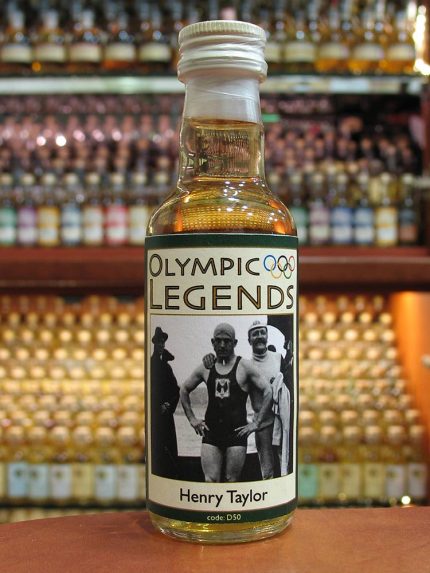 OLYMPIC
LEGENDS
Henry Taylor
code: D50